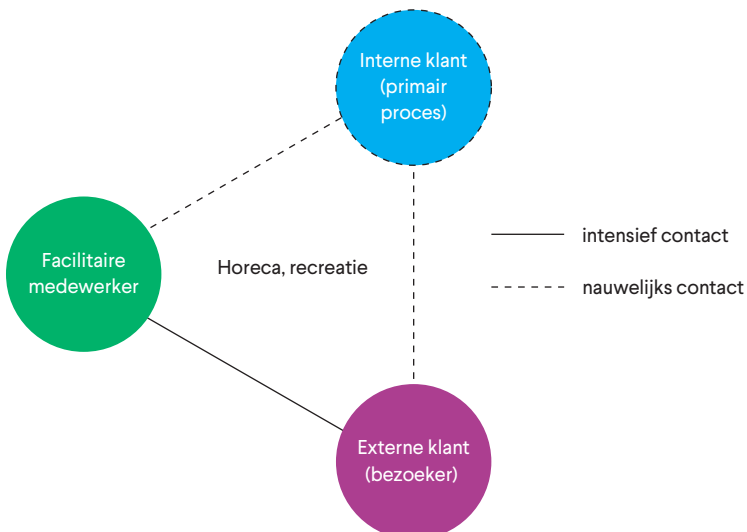 Interne klant
(primair
proces)
Facilitaire
medewerker
Horeca, recreatie
intensief contact
nauwelijks contact
Externe klant
(bezoeker)